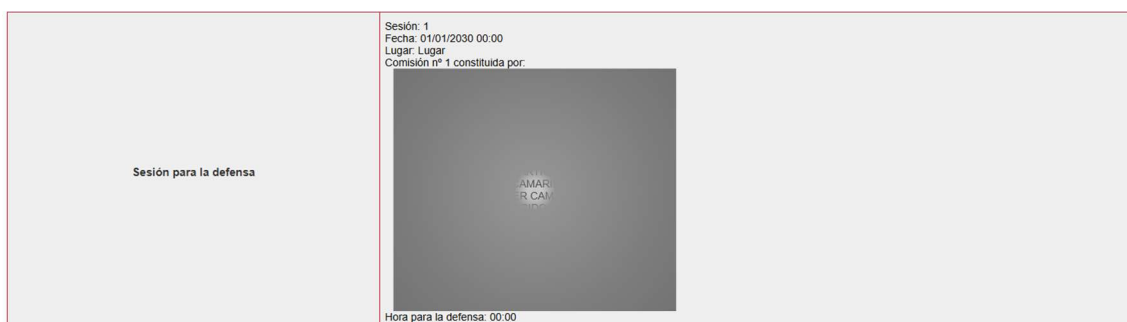 Sesión para la defensa
Sesión: 1
Fecha: 01/01/2030 00:00
Lugar: Lugar
Comisión nº 1 constituida por:
Hora para la defensa: 00:00